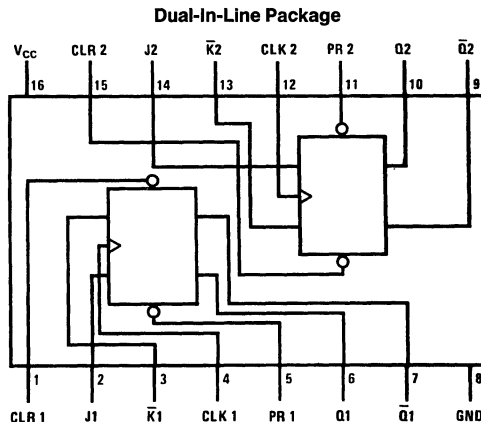 Dual-In-Line Package
VCC CLR 2 J2 K̅2 CLK 2 PR 2 Q2 Q̅2
16 15 14 13 12 11 10 9
1 2 3 4 5 6 7 8
CLR 1 J1 K̅1 CLK 1 PR 1 Q1 Q̅1 GND